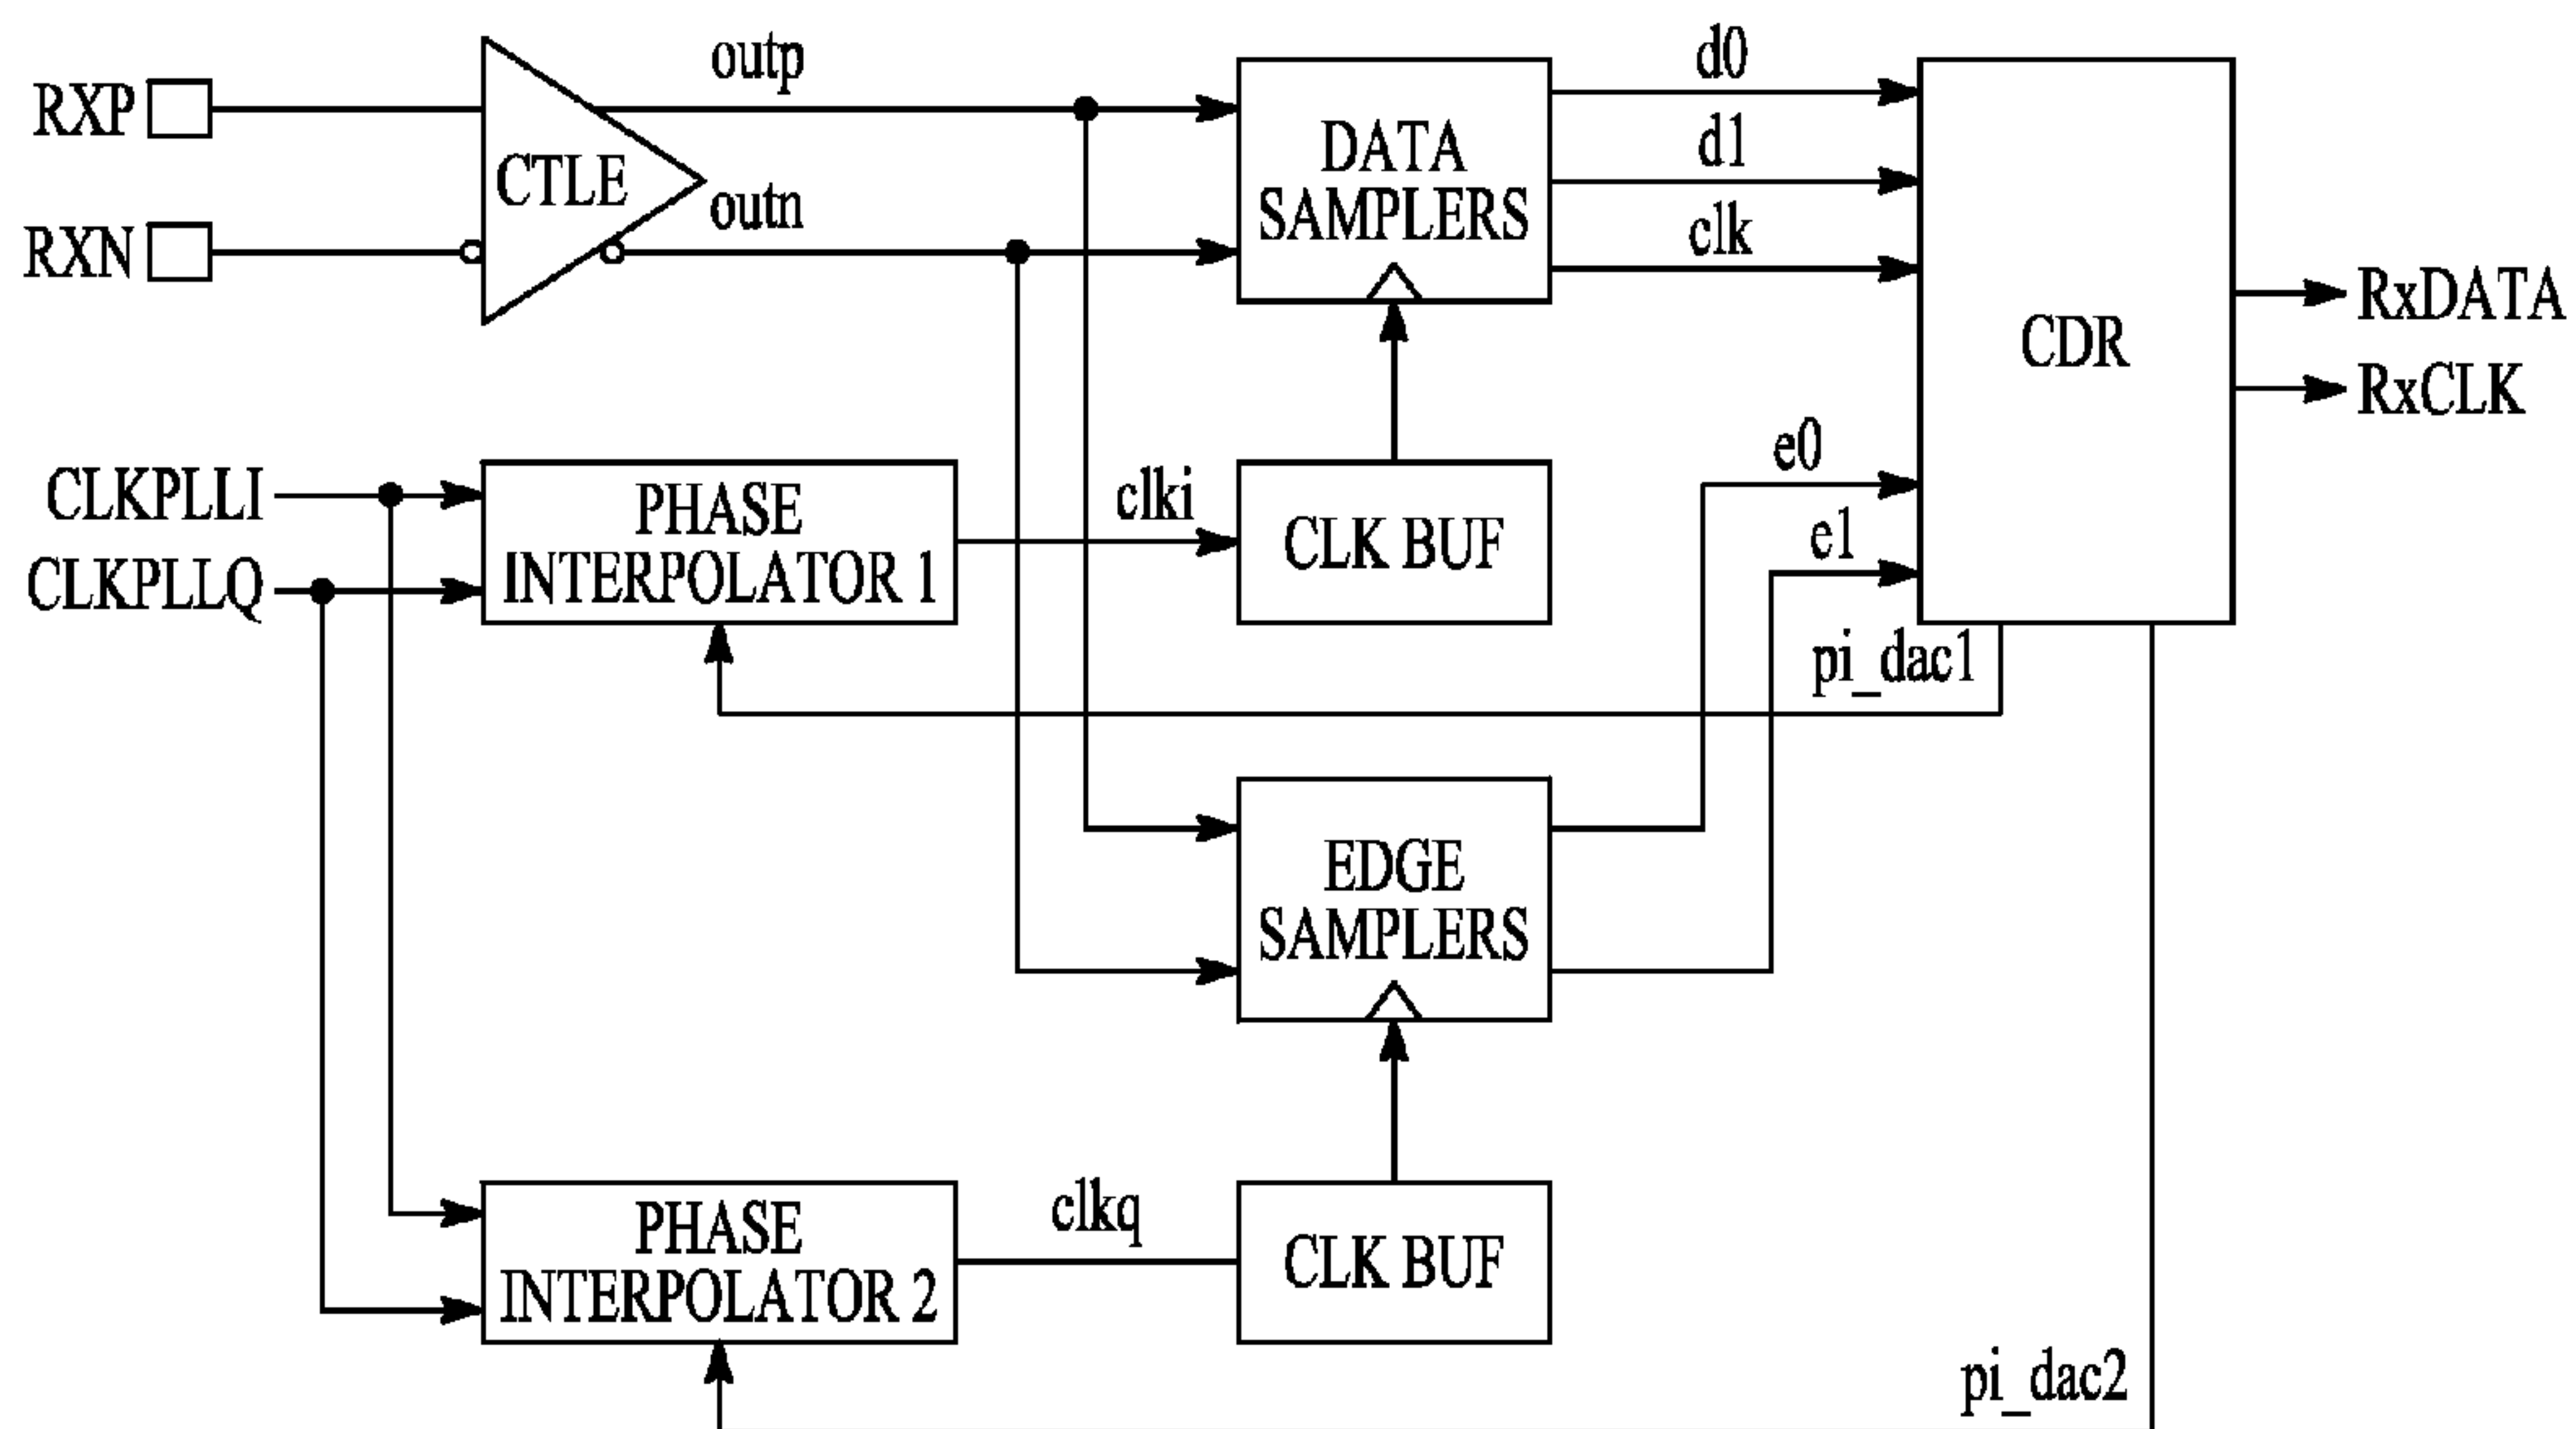 RXP
RXN
CTLE
outp
outn
DATA
SAMPLERS
d0
d1
clk
CDR
RxDATA
RxCLK
CLKPLLI
CLKPLLQ
PHASE
INTERPOLATOR 1
clki
CLK BUF
e0
e1
pi_dac1
EDGE
SAMPLERS
PHASE
INTERPOLATOR 2
clkq
CLK BUF
pi_dac2